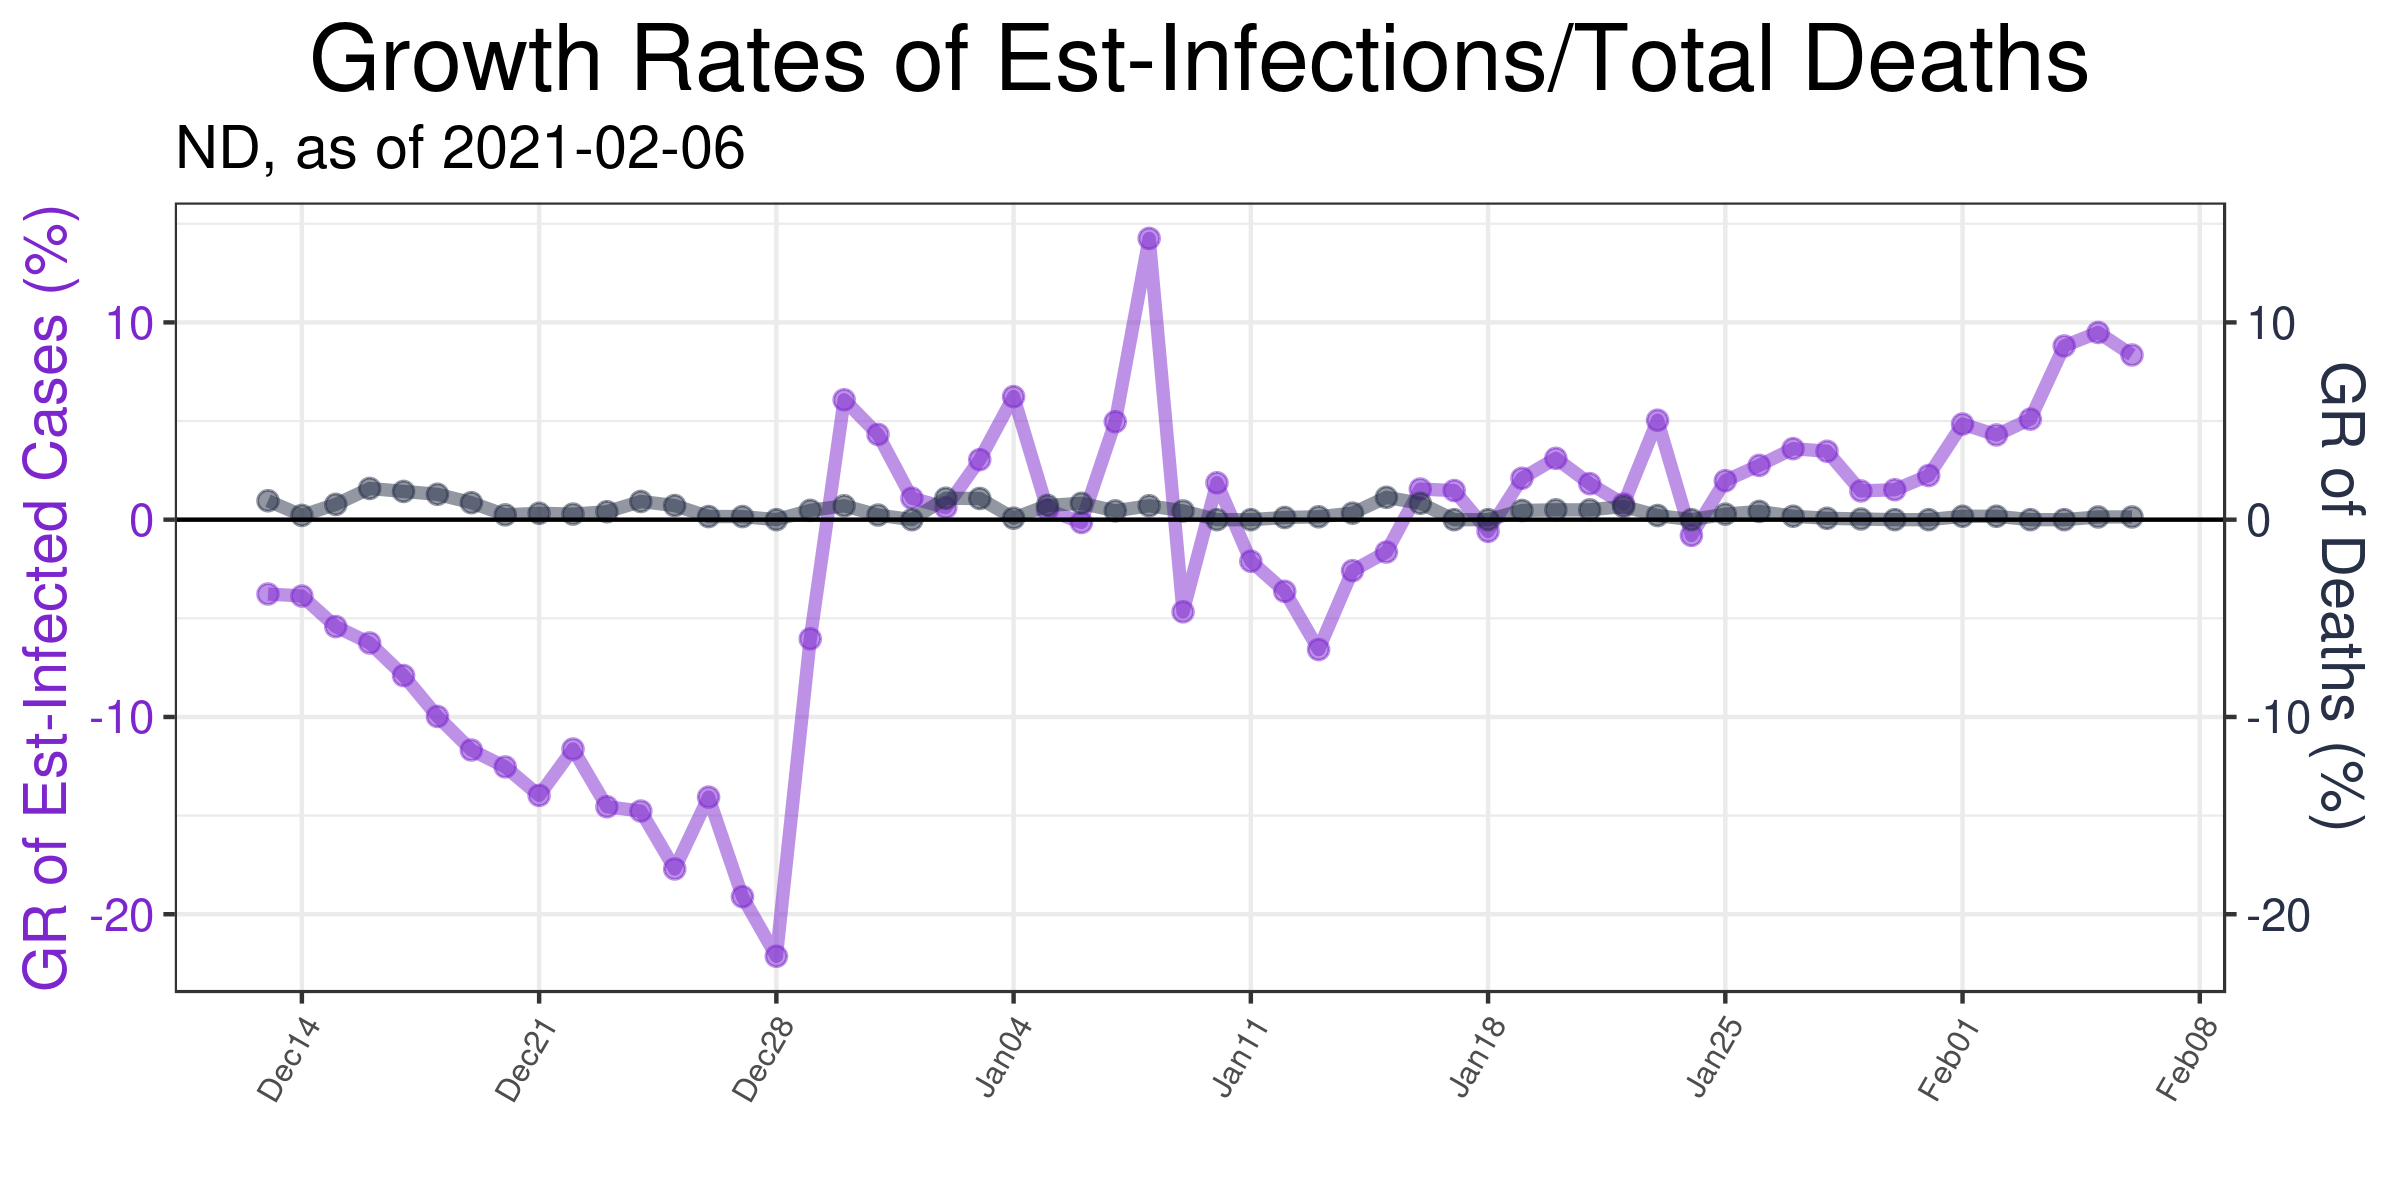 Growth Rates of Est-Infections/Total Deaths
ND, as of 2021-02-06
GR of Est-Infected Cases (%)
10
0
-10
-20
10
0
-10
-20
GR of Deaths (%)
Dec14
Dec21
Dec28
Jan04
Jan11
Jan18
Jan25
Feb01
Feb08